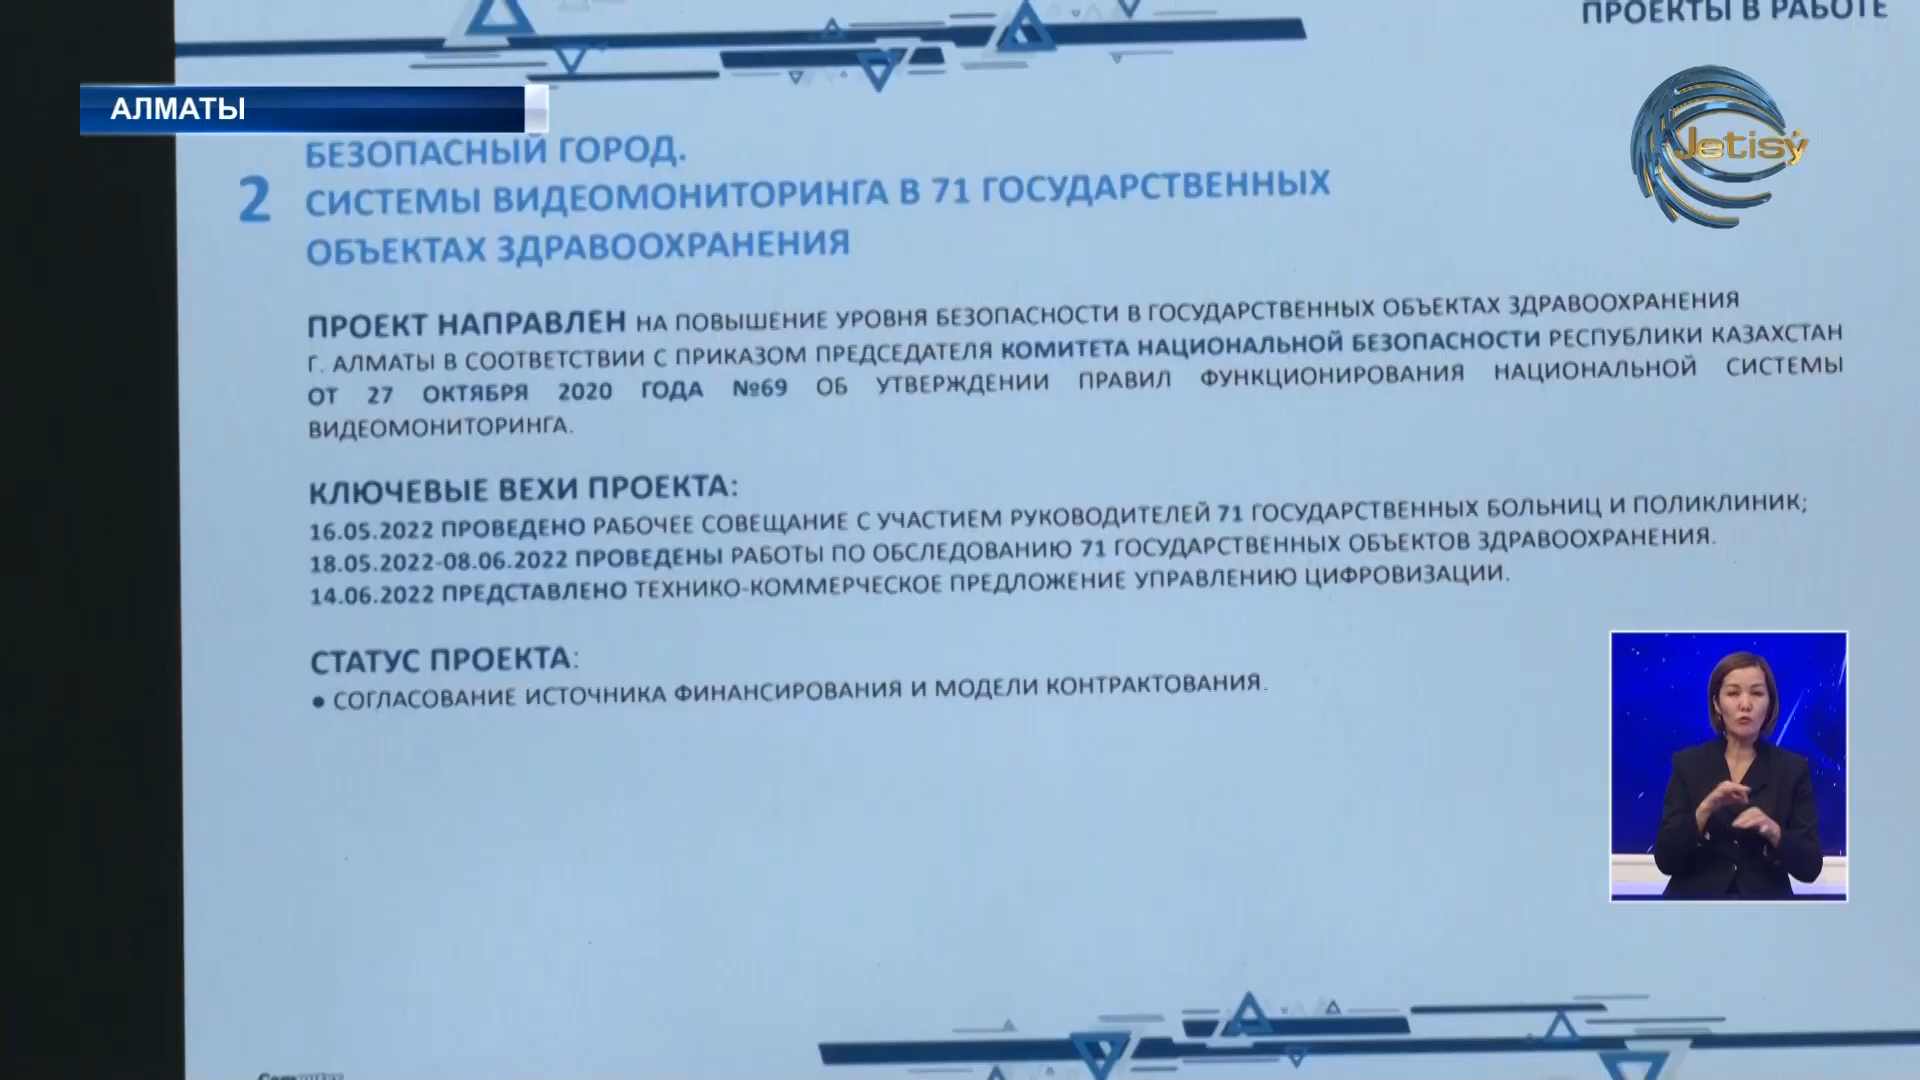 ПРОЕКТЫ В РАБОТЕ
АЛМАТЫ
Jetisý
БЕЗОПАСНЫЙ ГОРОД.
2 СИСТЕМЫ ВИДЕОМОНИТОРИНГА В 71 ГОСУДАРСТВЕННЫХ
ОБЪЕКТАХ ЗДРАВООХРАНЕНИЯ
ПРОЕКТ НАПРАВЛЕН НА ПОВЫШЕНИЕ УРОВНЯ БЕЗОПАСНОСТИ В ГОСУДАРСТВЕННЫХ ОБЪЕКТАХ ЗДРАВООХРАНЕНИЯ
Г. АЛМАТЫ В СООТВЕТСТВИИ С ПРИКАЗОМ ПРЕДСЕДАТЕЛЯ КОМИТЕТА НАЦИОНАЛЬНОЙ БЕЗОПАСНОСТИ РЕСПУБЛИКИ КАЗАХСТАН
ОТ 27 ОКТЯБРЯ 2020 ГОДА №69 ОБ УТВЕРЖДЕНИИ ПРАВИЛ ФУНКЦИОНИРОВАНИЯ НАЦИОНАЛЬНОЙ СИСТЕМЫ
ВИДЕОМОНИТОРИНГА.
КЛЮЧЕВЫЕ ВЕХИ ПРОЕКТА:
16.05.2022 ПРОВЕДЕНО РАБОЧЕЕ СОВЕЩАНИЕ С УЧАСТИЕМ РУКОВОДИТЕЛЕЙ 71 ГОСУДАРСТВЕННЫХ БОЛЬНИЦ И ПОЛИКЛИНИК;
18.05.2022-08.06.2022 ПРОВЕДЕНЫ РАБОТЫ ПО ОБСЛЕДОВАНИЮ 71 ГОСУДАРСТВЕННЫХ ОБЪЕКТОВ ЗДРАВООХРАНЕНИЯ.
14.06.2022 ПРЕДСТАВЛЕНО ТЕХНИКО-КОММЕРЧЕСКОЕ ПРЕДЛОЖЕНИЕ УПРАВЛЕНИЮ ЦИФРОВИЗАЦИИ.
СТАТУС ПРОЕКТА:
● СОГЛАСОВАНИЕ ИСТОЧНИКА ФИНАНСИРОВАНИЯ И МОДЕЛИ КОНТРАКТОВАНИЯ.